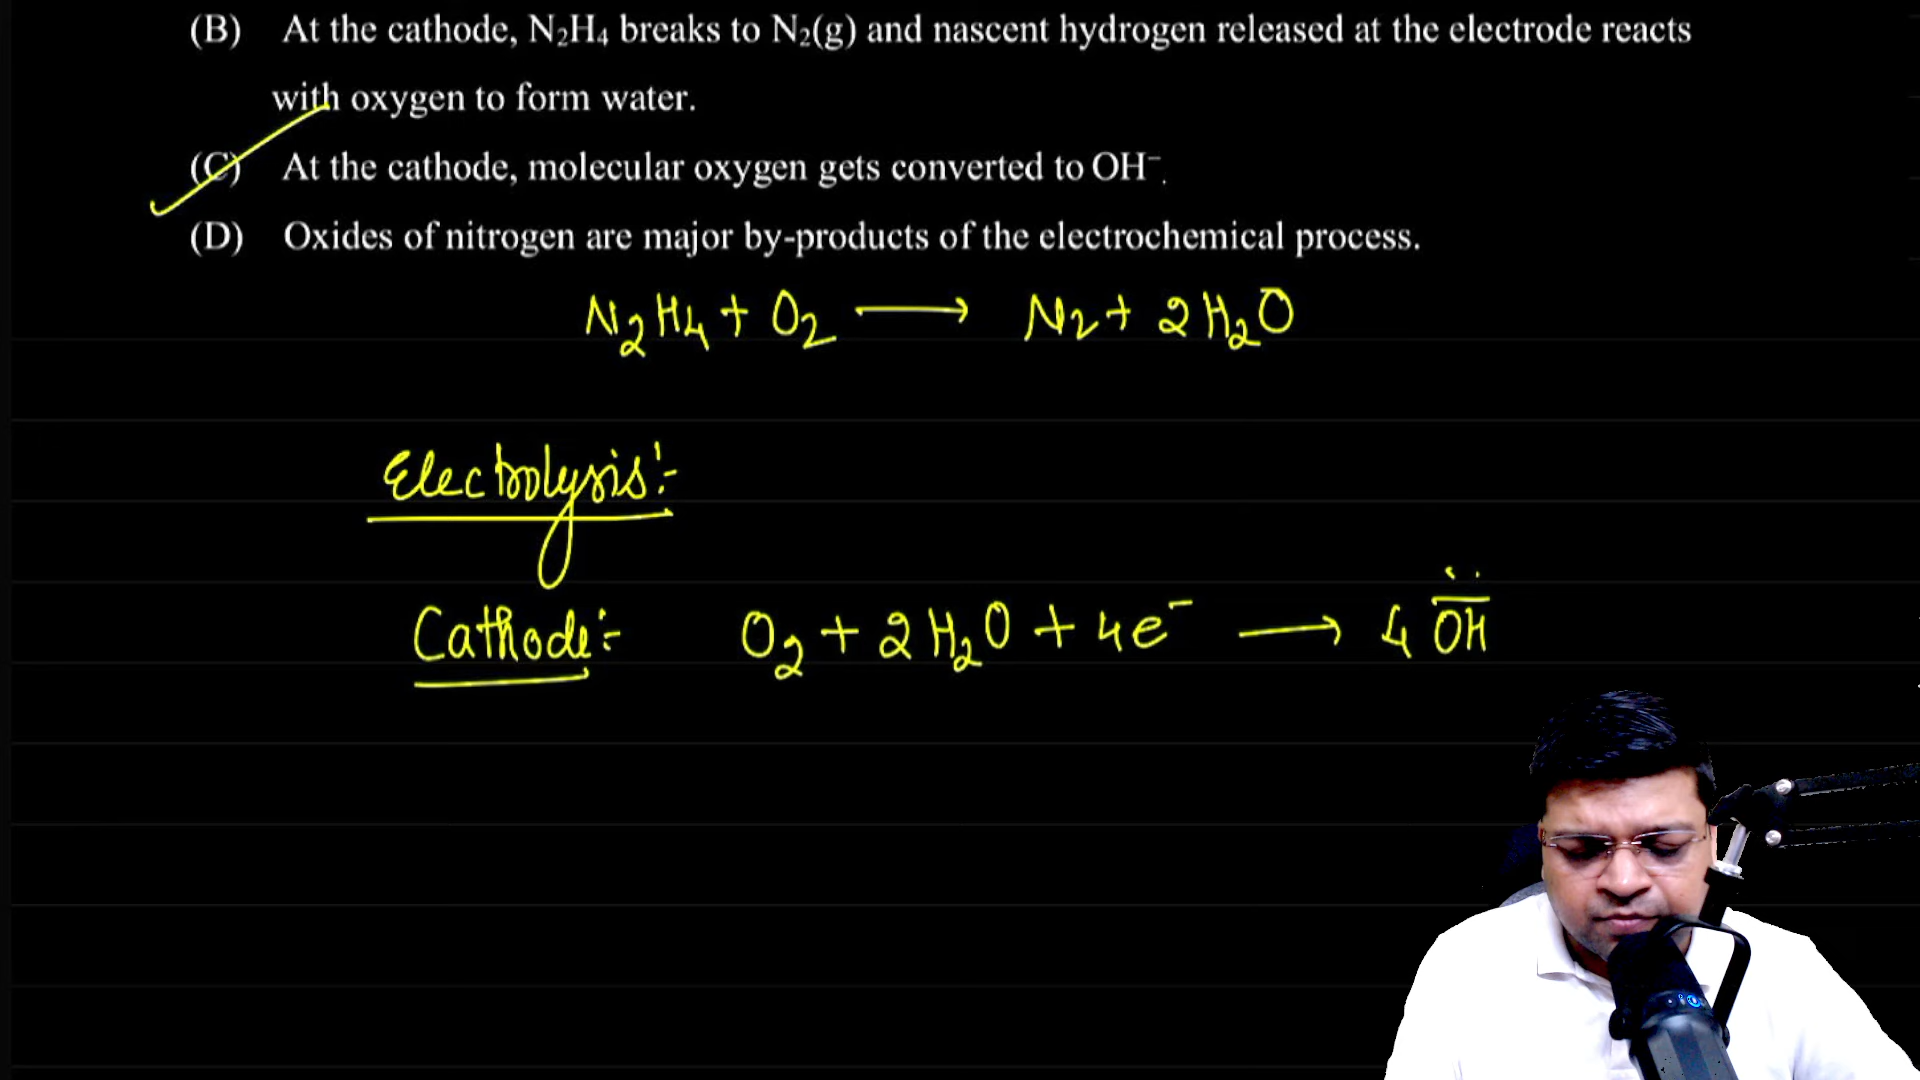 (B) At the cathode, N₂H₄ breaks to N₂(g) and nascent hydrogen released at the electrode reacts
with oxygen to form water.
(C) At the cathode, molecular oxygen gets converted to OH⁻.
(D) Oxides of nitrogen are major by-products of the electrochemical process.
N₂H₄ + O₂ ⟶ N₂ + 2H₂O
Electrolysis:-
Cathode:- O₂ + 2H₂O + 4e⁻ ⟶ 4 O̅H̅